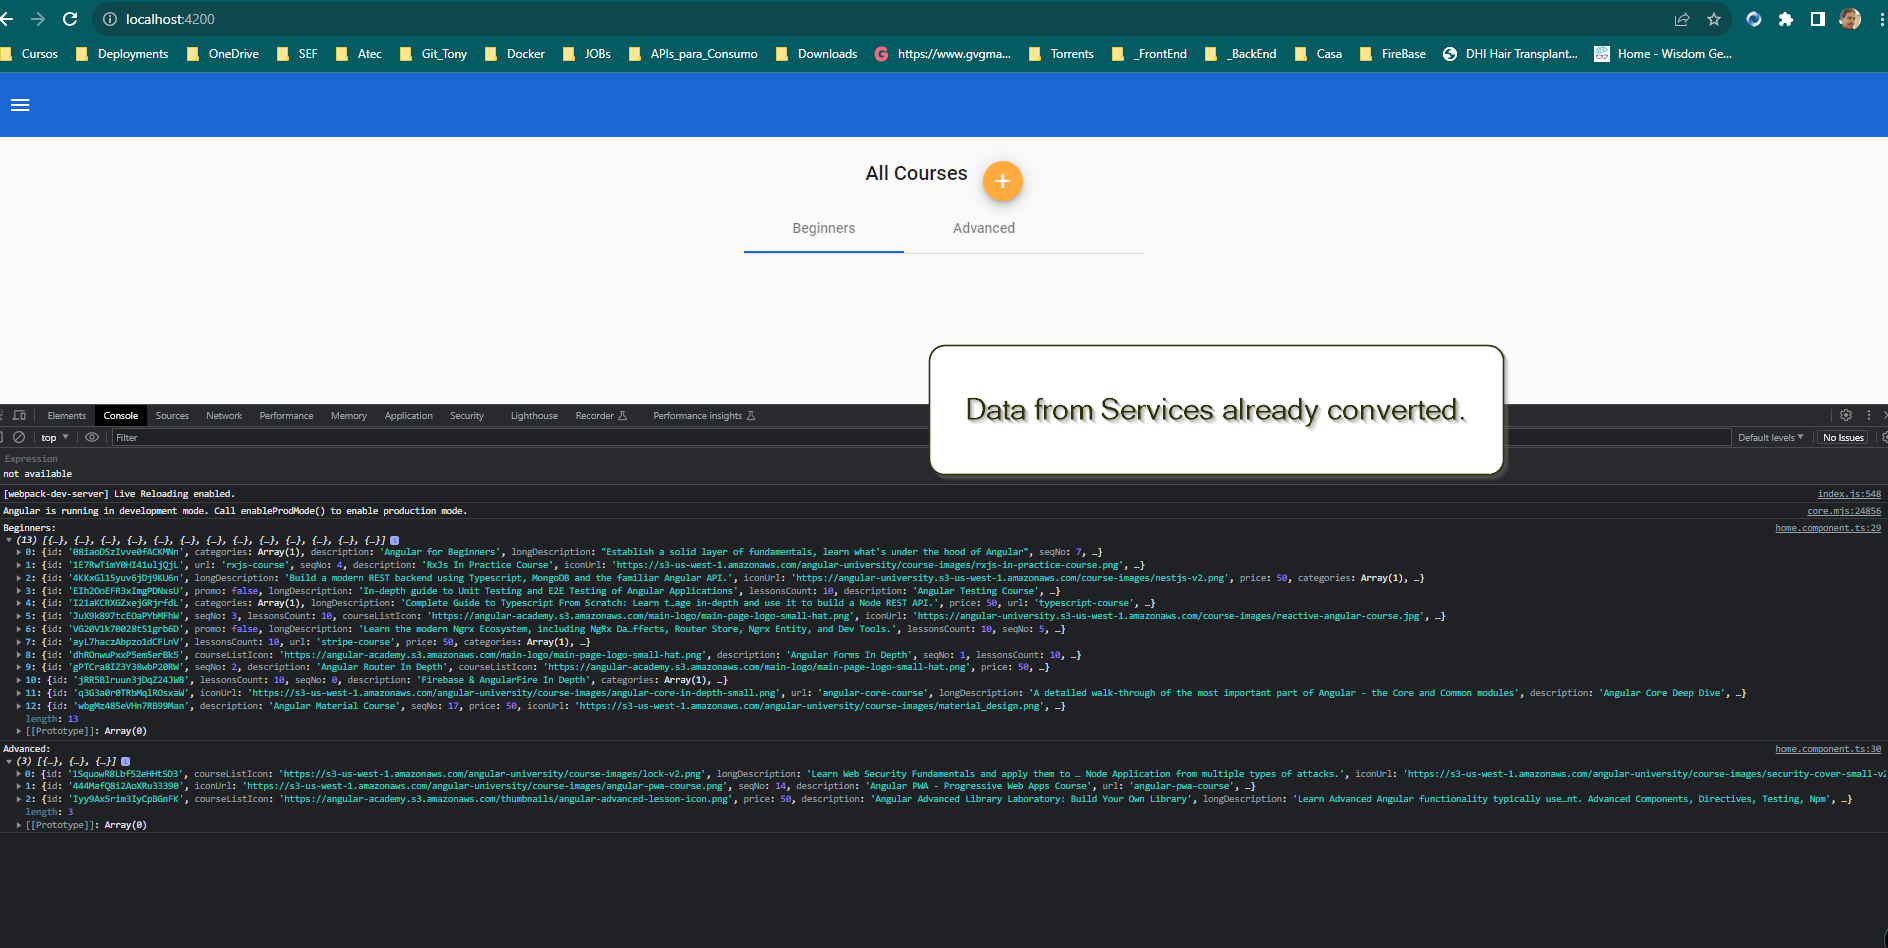 localhost:4200
Cursos Deployments OneDrive SEF Atec Git_Tony Docker JOBs APIs_para_Consumo Downloads https://www.gvgma... Torrents _FrontEnd _BackEnd Casa FireBase DHI Hair Transplant... Home - Wisdom Ge...
All Courses +
Beginners Advanced
Data from Services already converted.
Elements Console Sources Network Performance Memory Application Security Lighthouse Recorder Performance insights
top Filter Default levels No Issues
Expression
not available
[webpack-dev-server] Live Reloading enabled. index.js:548
Angular is running in development mode. Call enableProdMode() to enable production mode. core.mjs:24856
Beginners: home.component.ts:29
(13) [{…}, {…}, {…}, {…}, {…}, {…}, {…}, {…}, {…}, {…}, {…}, {…}, {…}]
0: {id: '08iaoDSzIvve0fACKMNn', categories: Array(1), description: 'Angular for Beginners', longDescription: "Establish a solid layer of fundamentals, learn what's under the hood of Angular", seqNo: 7, …}
1: {id: '1E7RwTimY0HI41uljQjL', url: 'rxjs-course', seqNo: 4, description: 'RxJs In Practice Course', iconUrl: 'https://s3-us-west-1.amazonaws.com/angular-university/course-images/rxjs-in-practice-course.png', …}
2: {id: '4KKxGl15yuv6jDj9KU6n', longDescription: 'Build a modern REST backend using Typescript, MongoDB and the familiar Angular API.', iconUrl: 'https://angular-university.s3-us-west-1.amazonaws.com/course-images/nestjs-v2.png', price: 50, categories: Array(1), …}
3: {id: 'EIh2OoEFR3xImgPDNxsU', promo: false, longDescription: 'In-depth guide to Unit Testing and E2E Testing of Angular Applications', lessonsCount: 10, description: 'Angular Testing Course', …}
4: {id: 'I21aKCRXGZxejGRjrfdL', categories: Array(1), longDescription: 'Complete Guide to Typescript From Scratch: Learn t…age in-depth and use it to build a Node REST API.', price: 50, url: 'typescript-course', …}
5: {id: 'JuX9k897tcEOaPYbMFhW', seqNo: 3, lessonsCount: 10, courseListIcon: 'https://angular-academy.s3.amazonaws.com/main-logo/main-page-logo-small-hat.png', iconUrl: 'https://angular-university.s3-us-west-1.amazonaws.com/course-images/reactive-angular-course.jpg', …}
6: {id: 'VG20V1k70028t51grb6D', promo: false, longDescription: 'Learn the modern Ngrx Ecosystem, including NgRx Da…ffects, Router Store, Ngrx Entity, and Dev Tools.', lessonsCount: 10, seqNo: 5, …}
7: {id: 'ayL7haczAbpzo1dCFLnV', lessonsCount: 10, url: 'stripe-course', price: 50, categories: Array(1), …}
8: {id: 'dhROnwuPxxP5em5erBk5', courseListIcon: 'https://angular-academy.s3.amazonaws.com/main-logo/main-page-logo-small-hat.png', description: 'Angular Forms In Depth', seqNo: 1, lessonsCount: 10, …}
9: {id: 'gPTCra8IZ3Y38wbP20RW', seqNo: 2, description: 'Angular Router In Depth', courseListIcon: 'https://angular-academy.s3.amazonaws.com/main-logo/main-page-logo-small-hat.png', price: 50, …}
10: {id: 'jRR5Blruun3jDqZ24JWB', lessonsCount: 10, seqNo: 0, description: 'Firebase & AngularFire In Depth', categories: Array(1), …}
11: {id: 'q3G3a0r0TRbMqlROsxaW', iconUrl: 'https://s3-us-west-1.amazonaws.com/angular-university/course-images/angular-core-in-depth-small.png', url: 'angular-core-course', longDescription: 'A detailed walk-through of the most important part of Angular - the Core and Common modules', description: 'Angular Core Deep Dive', …}
12: {id: 'wbgMz485eVHn7RB99Man', description: 'Angular Material Course', seqNo: 17, price: 50, iconUrl: 'https://s3-us-west-1.amazonaws.com/angular-university/course-images/material_design.png', …}
length: 13
[[Prototype]]: Array(0)
Advanced: home.component.ts:30
(3) [{…}, {…}, {…}]
0: {id: '1SquowR8Lbf52eHHtSD3', courseListIcon: 'https://s3-us-west-1.amazonaws.com/angular-university/course-images/lock-v2.png', longDescription: 'Learn Web Security Fundamentals and apply them to … Node Application from multiple types of attacks.', iconUrl: 'https://s3-us-west-1.amazonaws.com/angular-university/course-images/security-cover-small-v2
1: {id: '444MafQ8i2AoXRu33390', iconUrl: 'https://s3-us-west-1.amazonaws.com/angular-university/course-images/angular-pwa-course.png', seqNo: 14, description: 'Angular PWA - Progressive Web Apps Course', url: 'angular-pwa-course', …}
2: {id: 'Iyy9Ax5rim3IyCpBGnFK', courseListIcon: 'https://angular-academy.s3.amazonaws.com/thumbnails/angular-advanced-lesson-icon.png', price: 50, description: 'Angular Advanced Library Laboratory: Build Your Own Library', longDescription: 'Learn Advanced Angular functionality typically use…nt. Advanced Components, Directives, Testing, Npm', …}
length: 3
[[Prototype]]: Array(0)